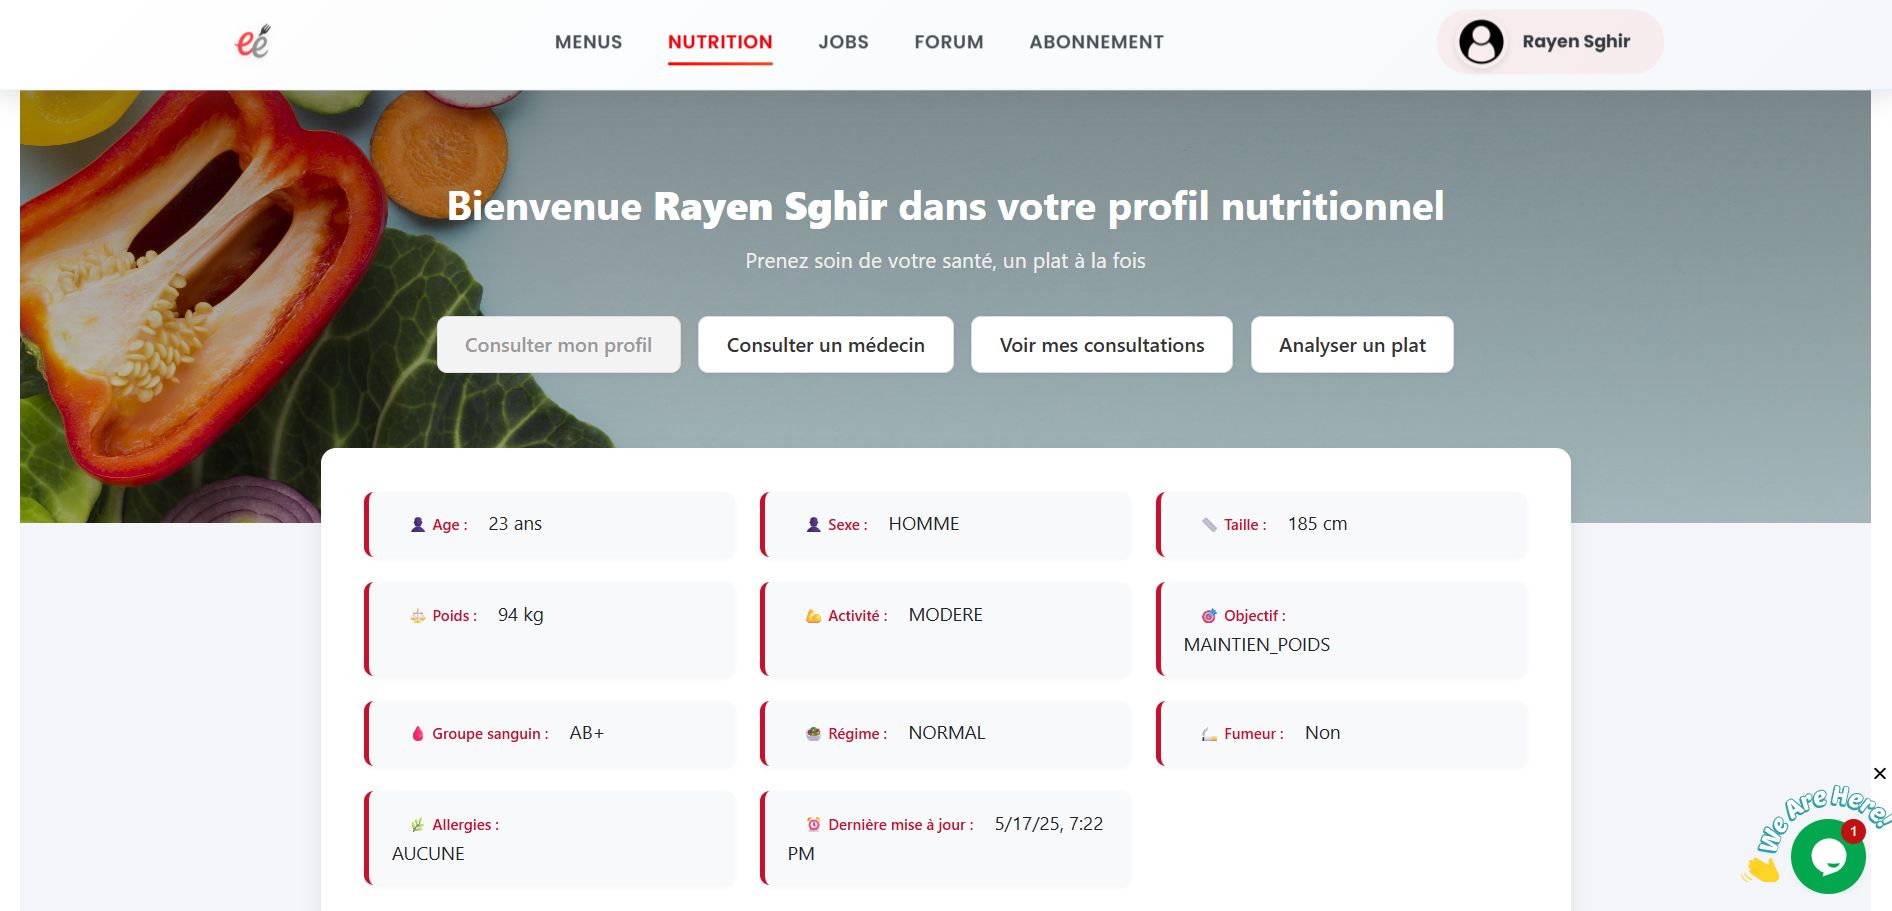 eé
MENUS NUTRITION JOBS FORUM ABONNEMENT Rayen Sghir
Bienvenue Rayen Sghir dans votre profil nutritionnel
Prenez soin de votre santé, un plat à la fois
Consulter mon profil Consulter un médecin Voir mes consultations Analyser un plat
Age : 23 ans
Sexe : HOMME
Taille : 185 cm
Poids : 94 kg
Activité : MODERE
Objectif :
MAINTIEN_POIDS
Groupe sanguin : AB+
Régime : NORMAL
Fumeur : Non
Allergies :
AUCUNE
Dernière mise à jour : 5/17/25, 7:22
PM
We Are Here!
1